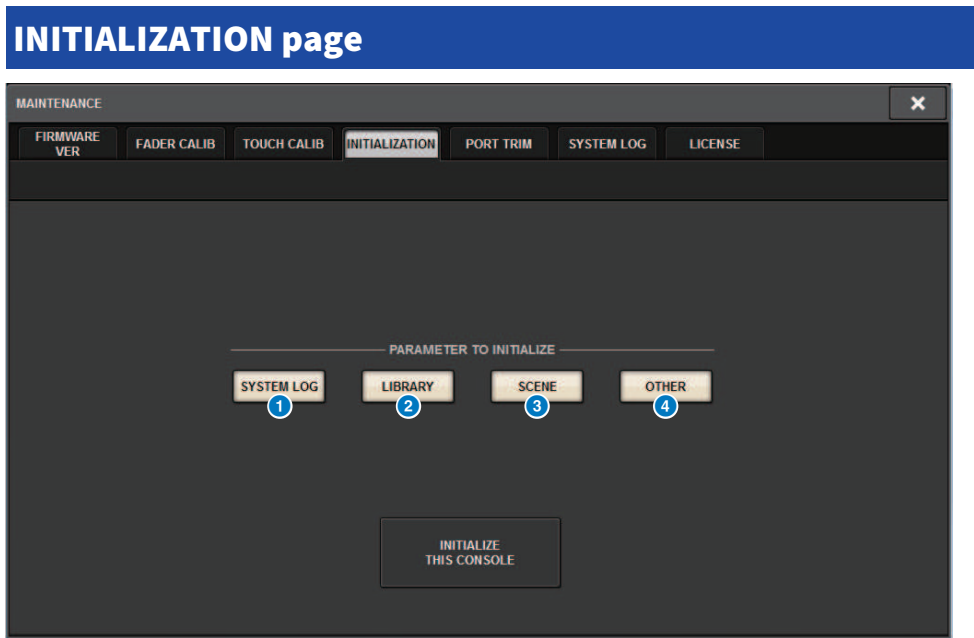 INITIALIZATION page
MAINTENANCE
FIRMWARE VER
FADER CALIB
TOUCH CALIB
INITIALIZATION
PORT TRIM
SYSTEM LOG
LICENSE
PARAMETER TO INITIALIZE
SYSTEM LOG
LIBRARY
SCENE
OTHER
1
2
3
4
INITIALIZE
THIS CONSOLE